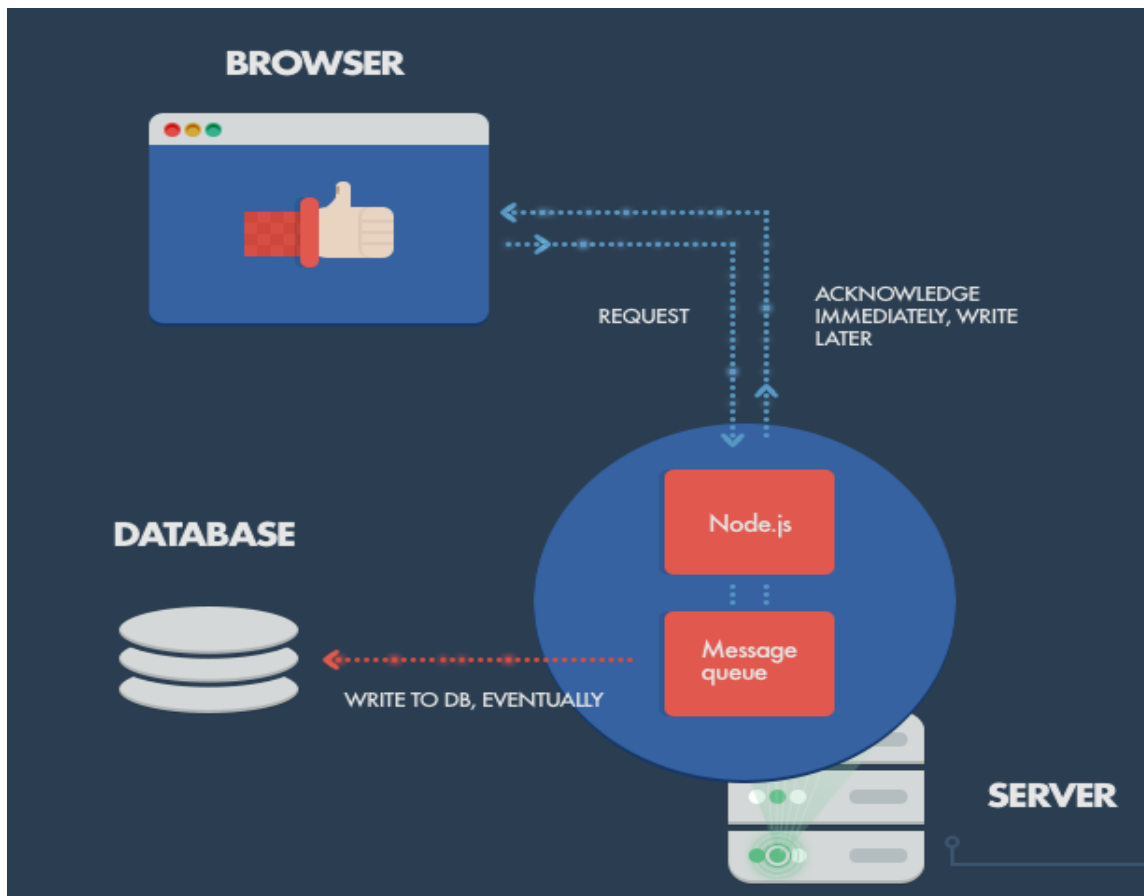 BROWSER
REQUEST
ACKNOWLEDGE
IMMEDIATELY, WRITE
LATER
Node.js
DATABASE
Message
queue
WRITE TO DB, EVENTUALLY
SERVER